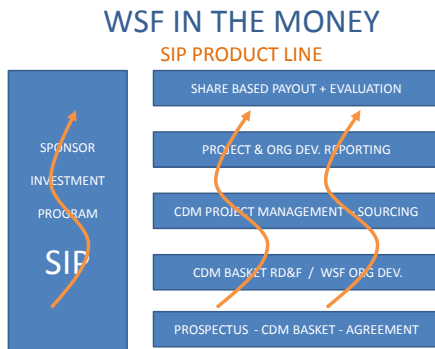 WSF IN THE MONEY
SIP PRODUCT LINE
SPONSOR
INVESTMENT
PROGRAM
SIP
SHARE BASED PAYOUT + EVALUATION
PROJECT & ORG DEV. REPORTING
CDM PROJECT MANAGEMENT - SOURCING
CDM BASKET RD&F / WSF ORG DEV.
PROSPECTUS - CDM BASKET - AGREEMENT